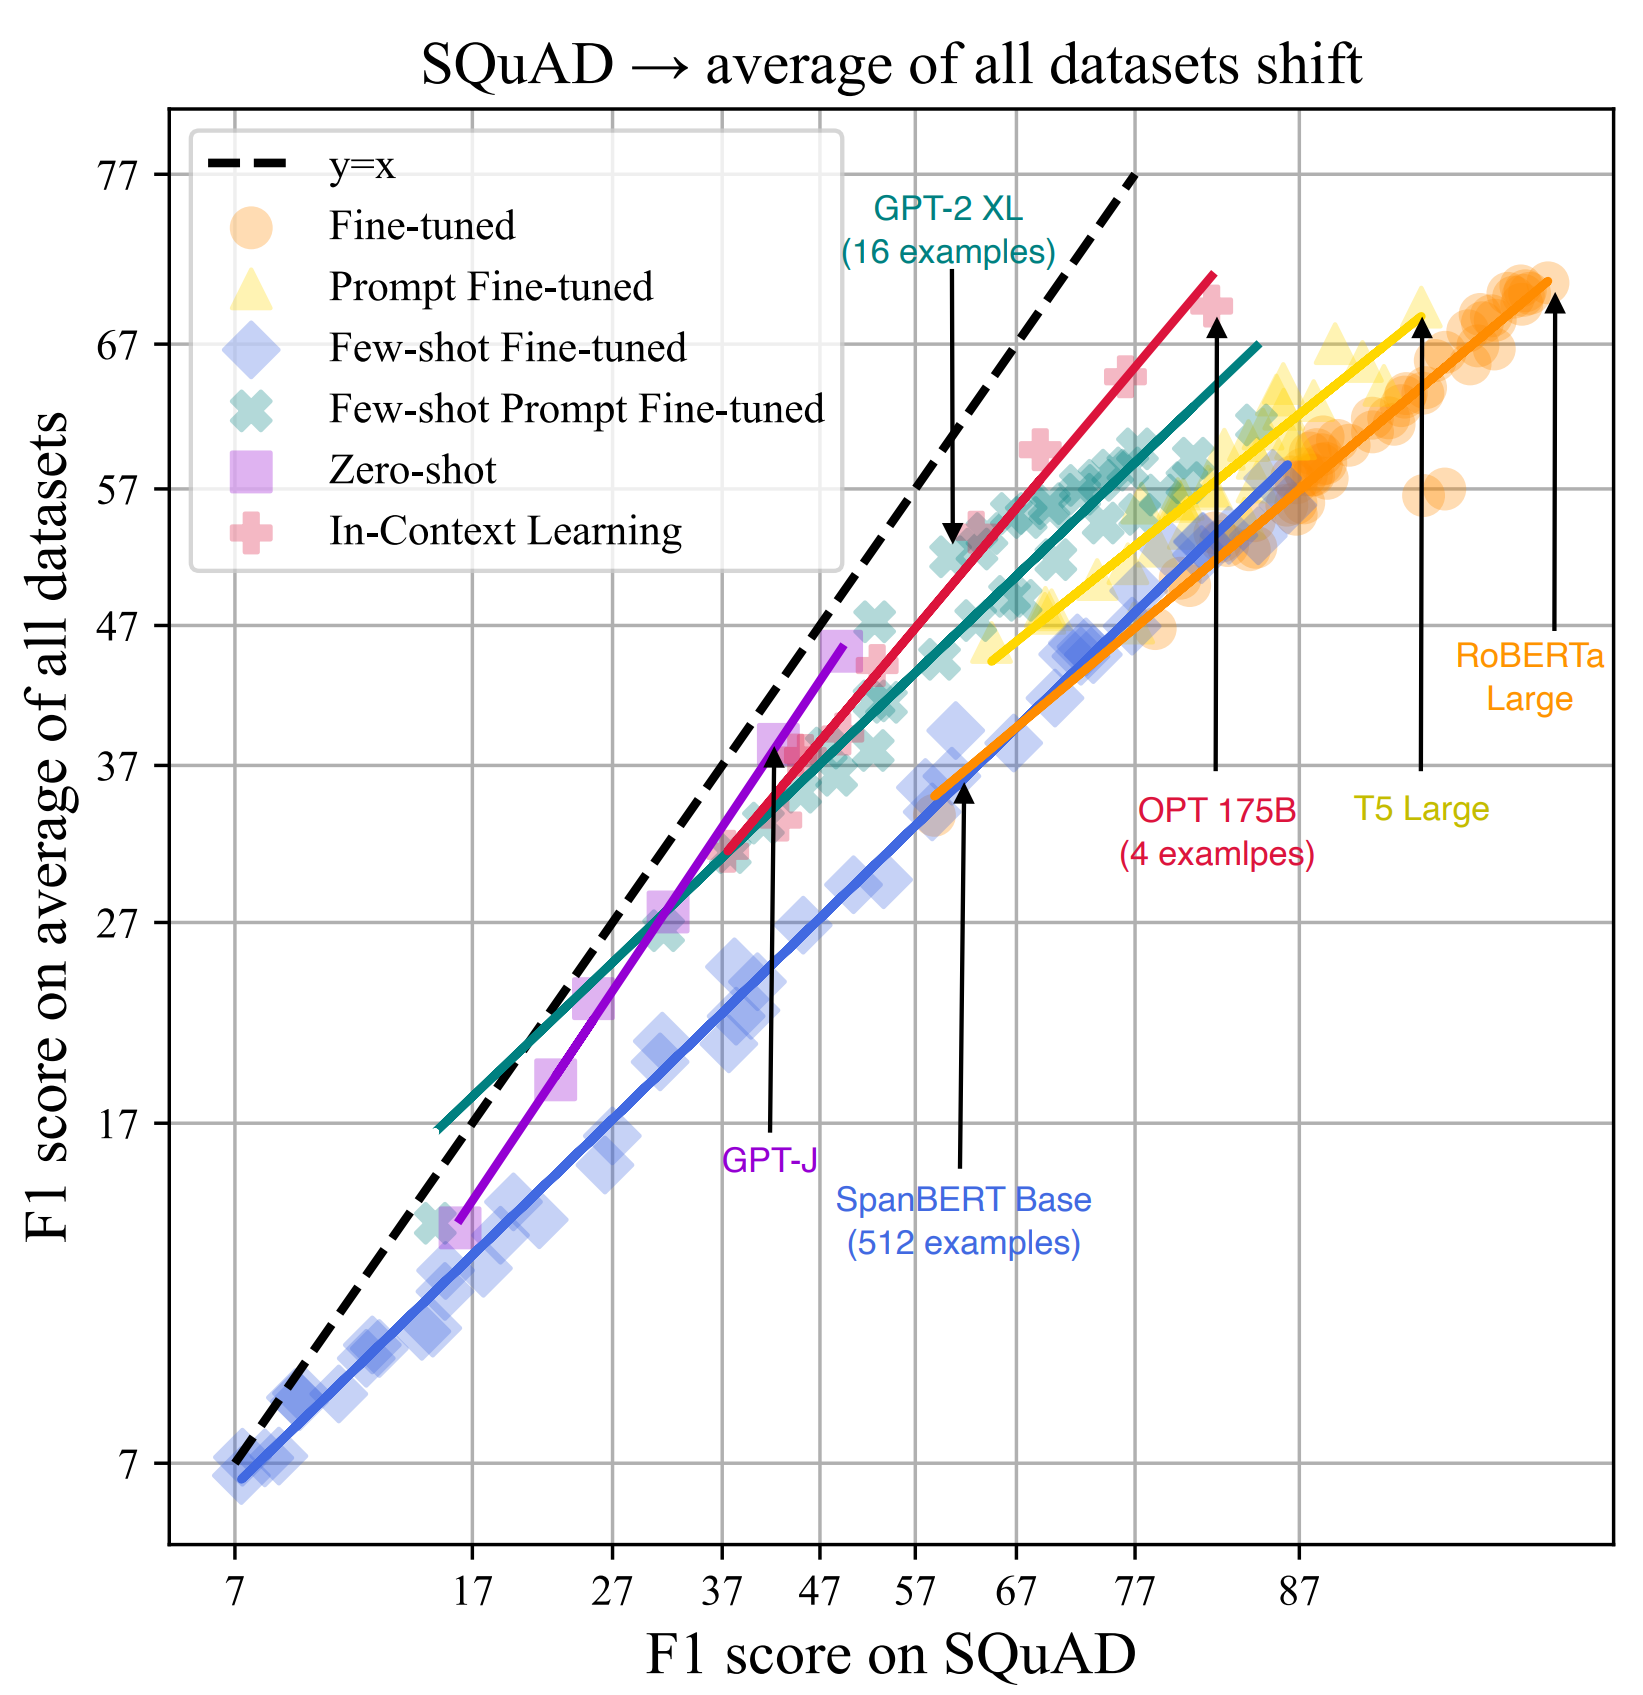 SQuAD → average of all datasets shift
y=x
Fine-tuned
Prompt Fine-tuned
Few-shot Fine-tuned
Few-shot Prompt Fine-tuned
Zero-shot
In-Context Learning
GPT-2 XL
(16 examples)
RoBERTa
Large
OPT 175B
(4 examlpes)
T5 Large
GPT-J
SpanBERT Base
(512 examples)
F1 score on average of all datasets
77
67
57
47
37
27
17
7
7 17 27 37 47 57 67 77 87
F1 score on SQuAD